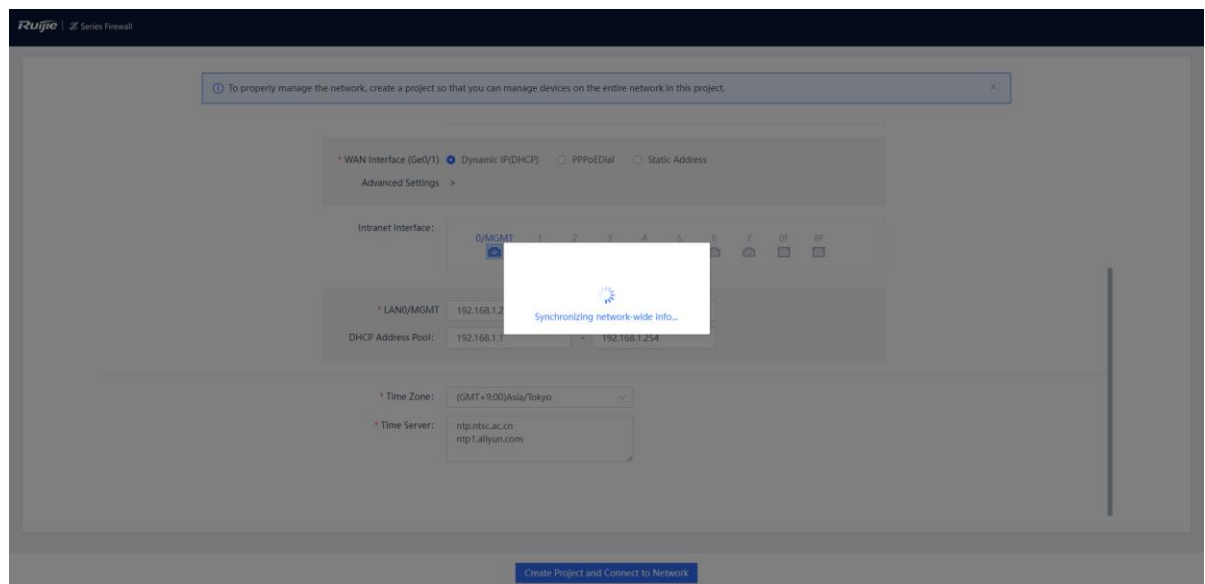 Ruijie | Z Series Firewall
To properly manage the network, create a project so that you can manage devices on the entire network in this project. ×
* WAN Interface (Ge0/1) Dynamic IP(DHCP) PPPoEDial Static Address
Advanced Settings >
Intranet Interface:
0/MGMT 1 2 3 4 5 6 7 0F 8F
Synchronizing network-wide info...
* LAN0/MGMT 192.168.1.2
DHCP Address Pool: 192.168.1.1 - 192.168.1.254
* Time Zone: (GMT+9:00)Asia/Tokyo
* Time Server: ntp.ntsc.ac.cn
ntp1.aliyun.com
Create Project and Connect to Network